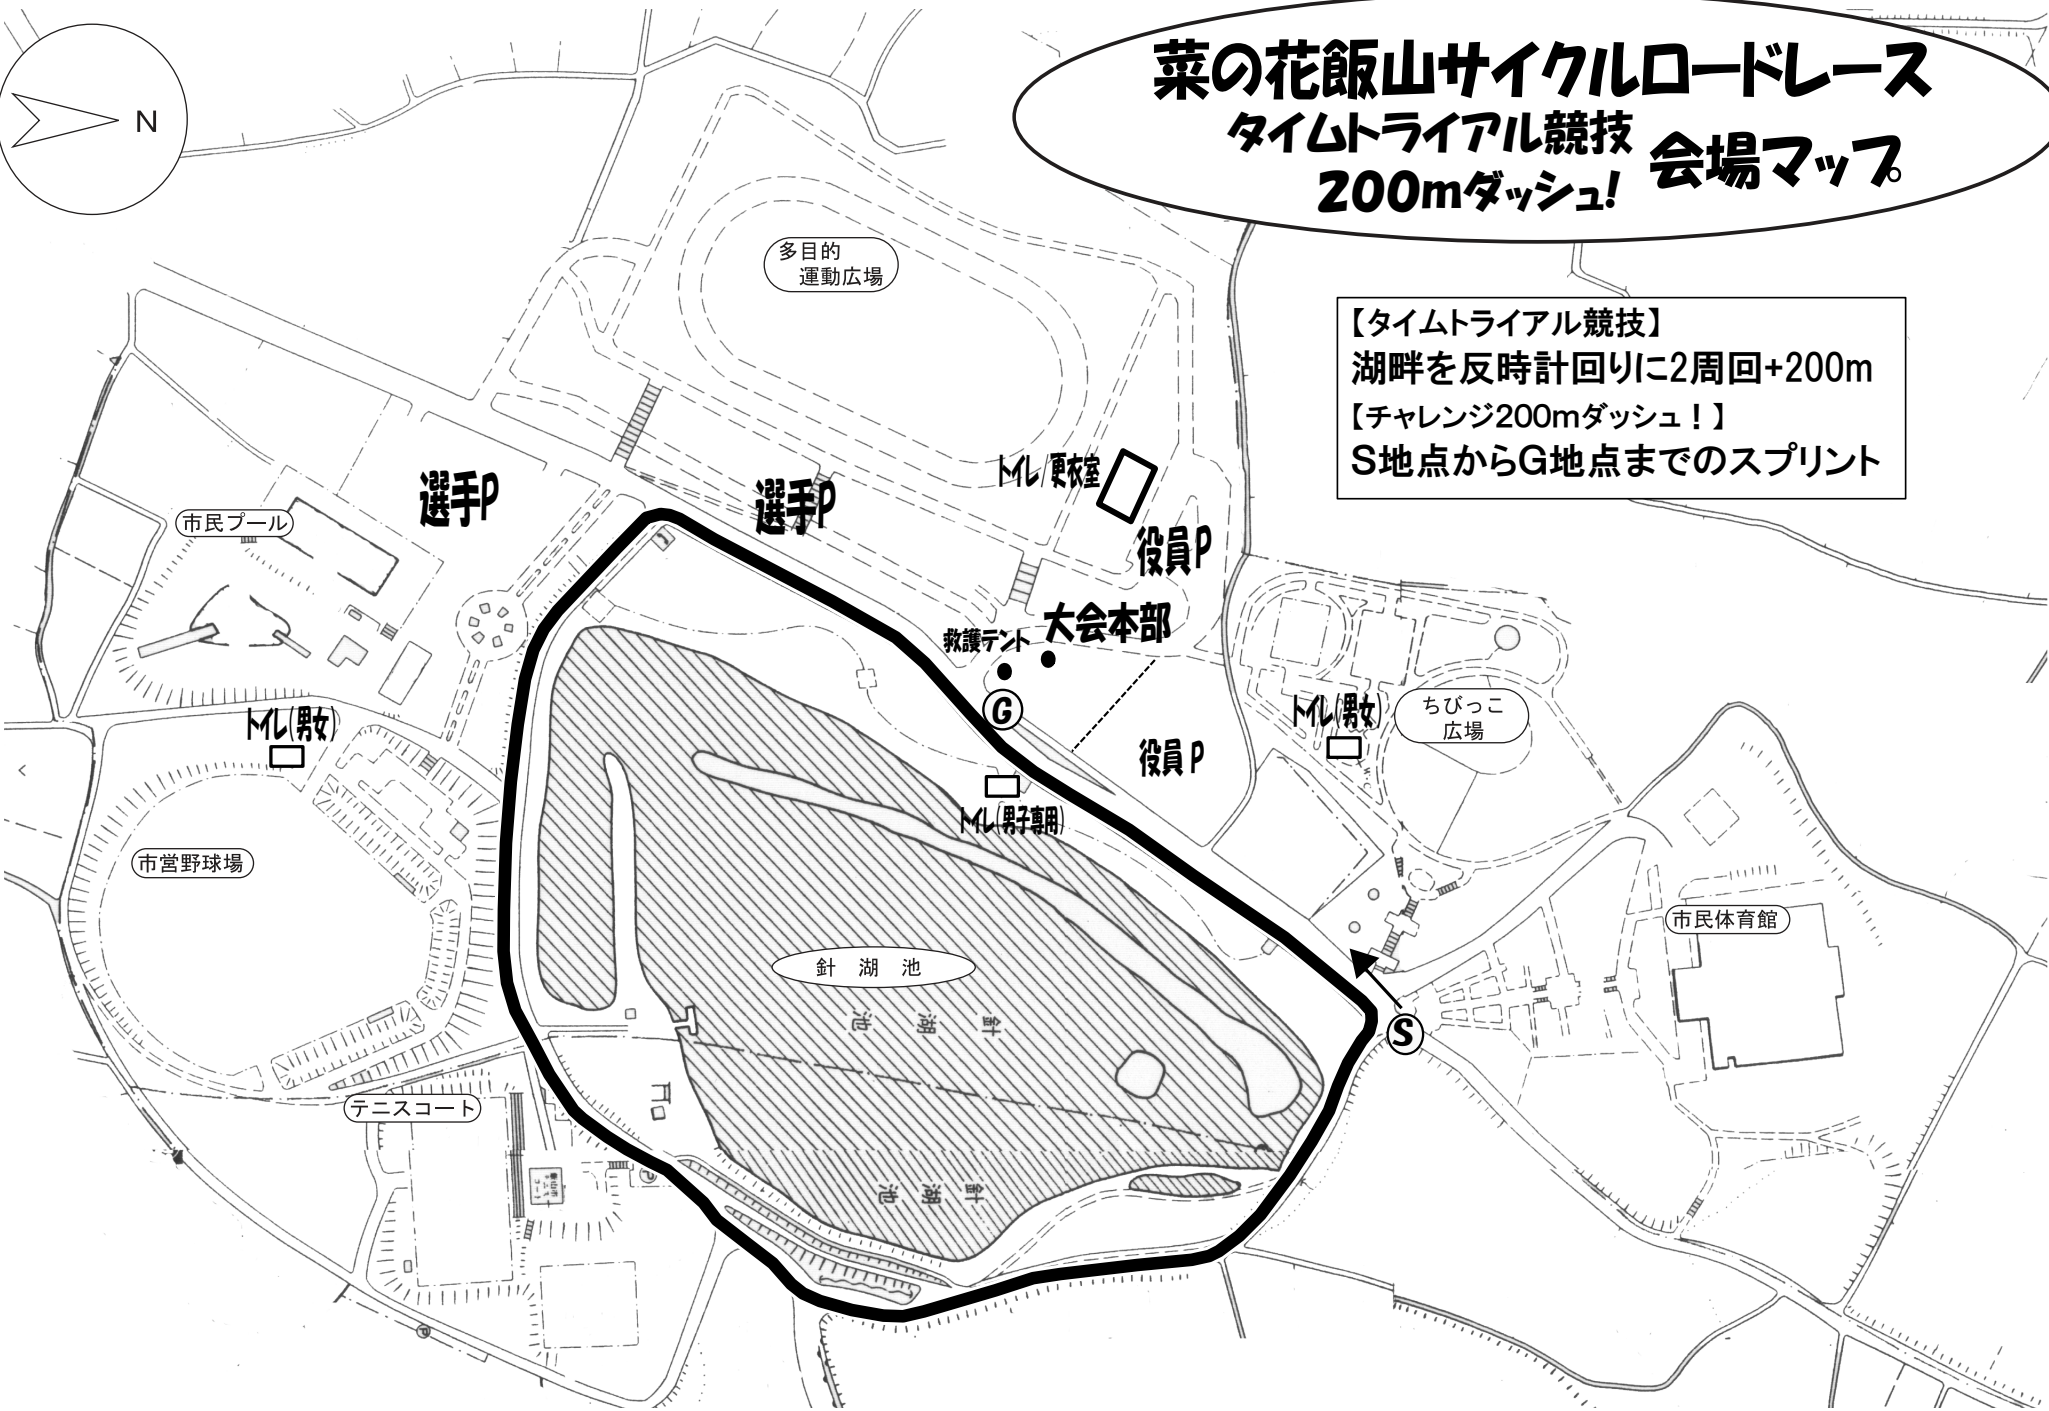 菜の花飯山サイクルロードレース
タイムトライアル競技
200mダッシュ!
会場マップ
N
多目的
運動広場
【タイムトライアル競技】
湖畔を反時計回りに2周回+200m
【チャレンジ200mダッシュ!】
S地点からG地点までのスプリント
選手P
選手P
トイレ/更衣室
役員P
市民プール
救護テント
大会本部
G
トイレ(男女)
トイレ(男女)
ちびっこ
広場
役員P
トイレ(男子専用)
市営野球場
市民体育館
針湖池
S
針湖池
テニスコート
針湖池
P
P